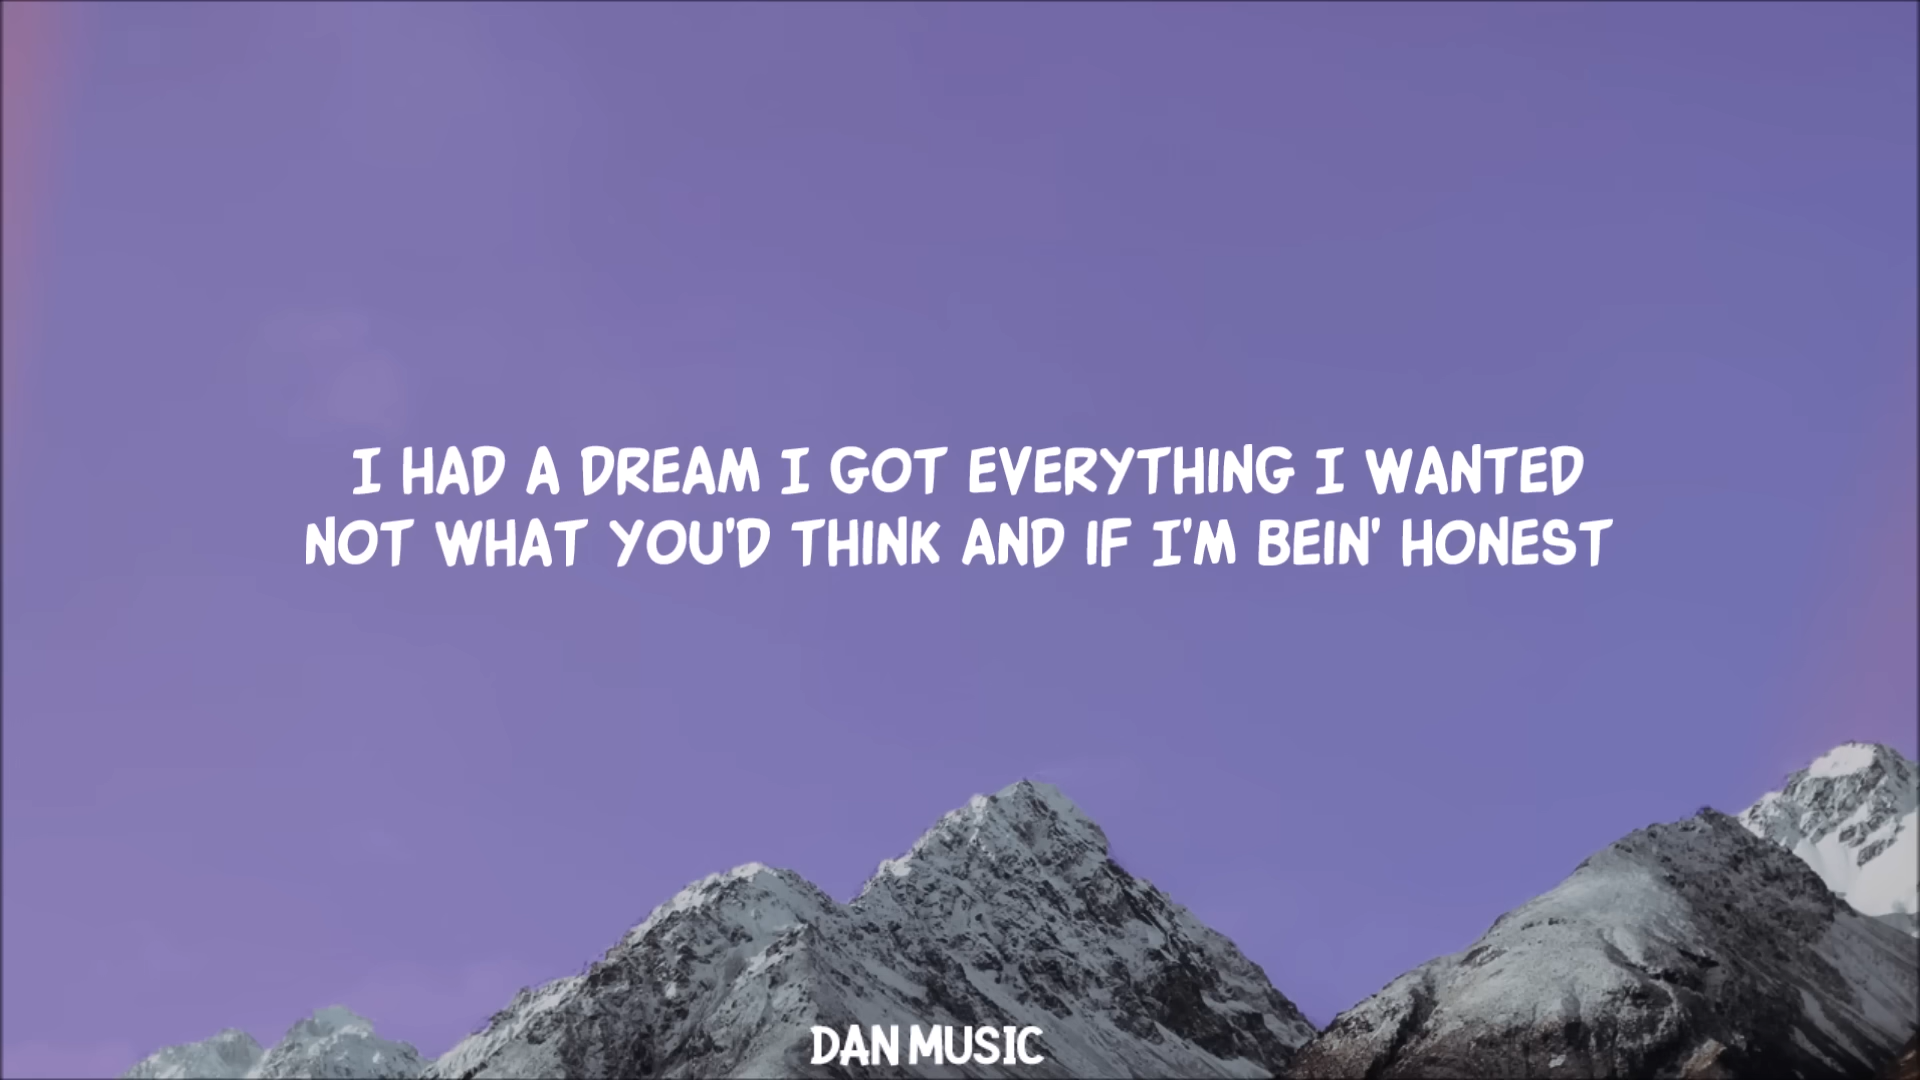 I HAD A DREAM I GOT EVERYTHING I WANTED
NOT WHAT YOU'D THINK AND IF I'M BEIN' HONEST
DAN MUSIC